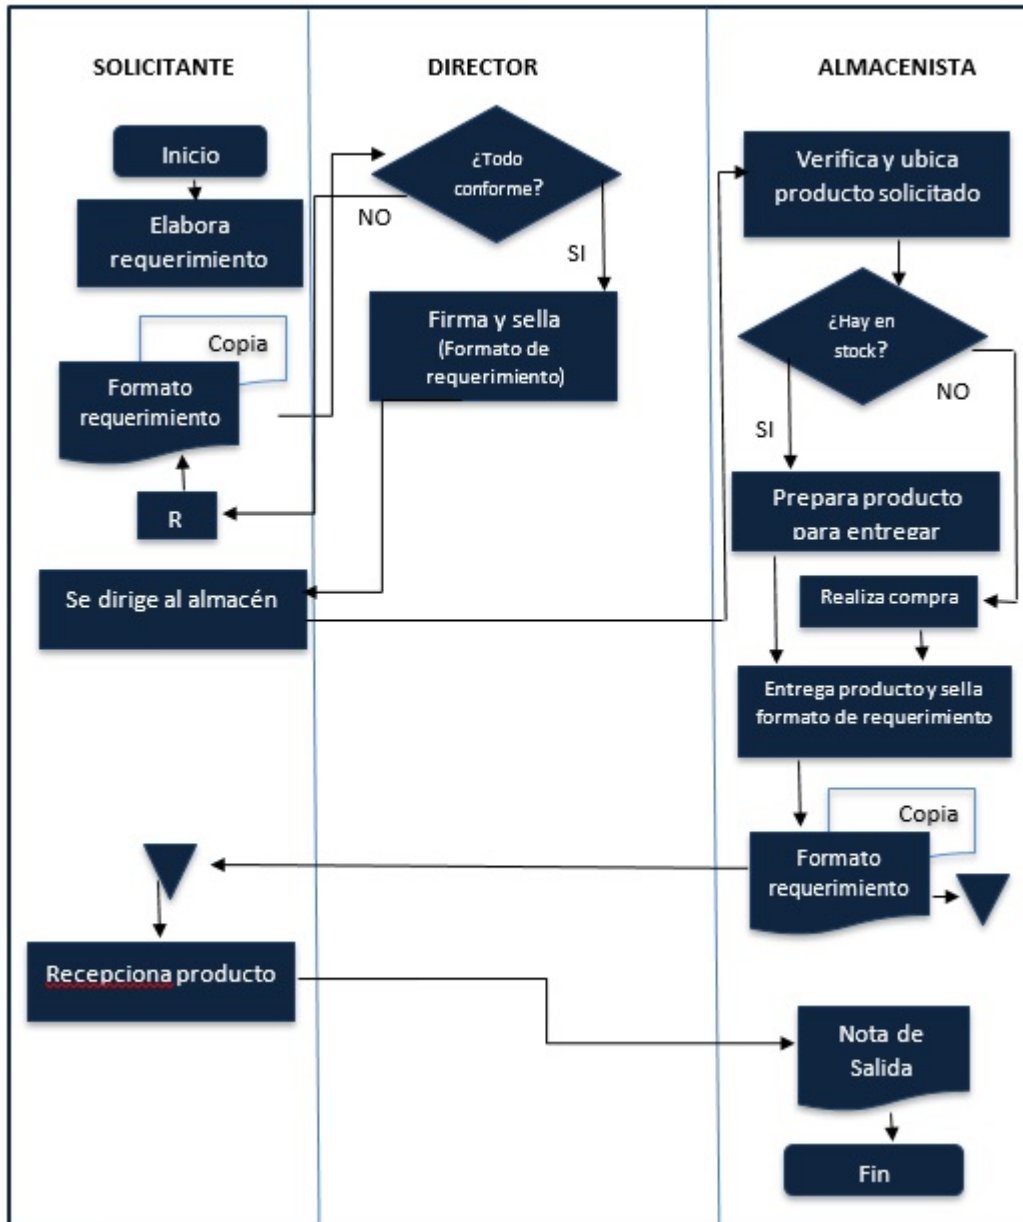 SOLICITANTE
DIRECTOR
ALMACENISTA
Inicio
Elabora
requerimiento
Copia
Formato
requerimiento
R
Se dirige al almacén
¿Todo
conforme?
NO
SI
Firma y sella
(Formato de
requerimiento)
Verifica y ubica
producto solicitado
¿Hay en
stock?
NO
SI
Prepara producto
para entregar
Realiza compra
Entrega producto y sella
formato de requerimiento
Copia
Formato
requerimiento
Recepciona producto
Nota de
Salida
Fin